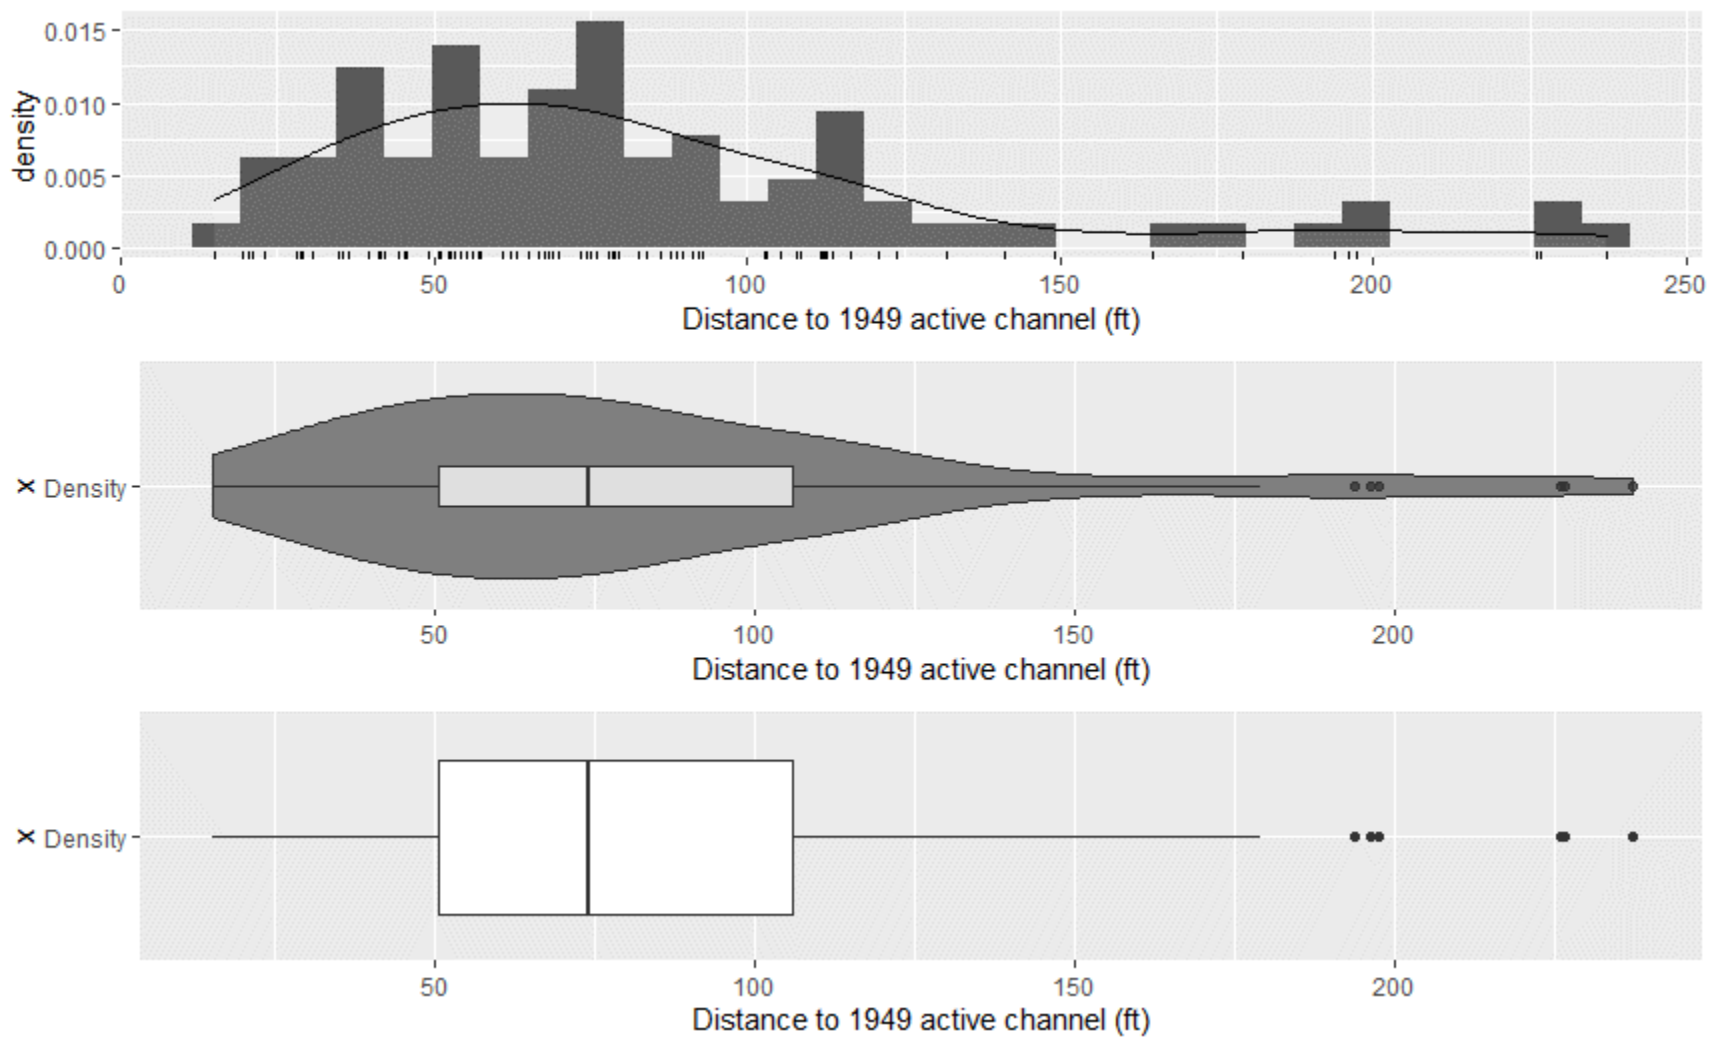 density
0.015
0.010
0.005
0.000
0 50 100 150 200 250
Distance to 1949 active channel (ft)
x Density
50 100 150 200
Distance to 1949 active channel (ft)
x Density
50 100 150 200
Distance to 1949 active channel (ft)